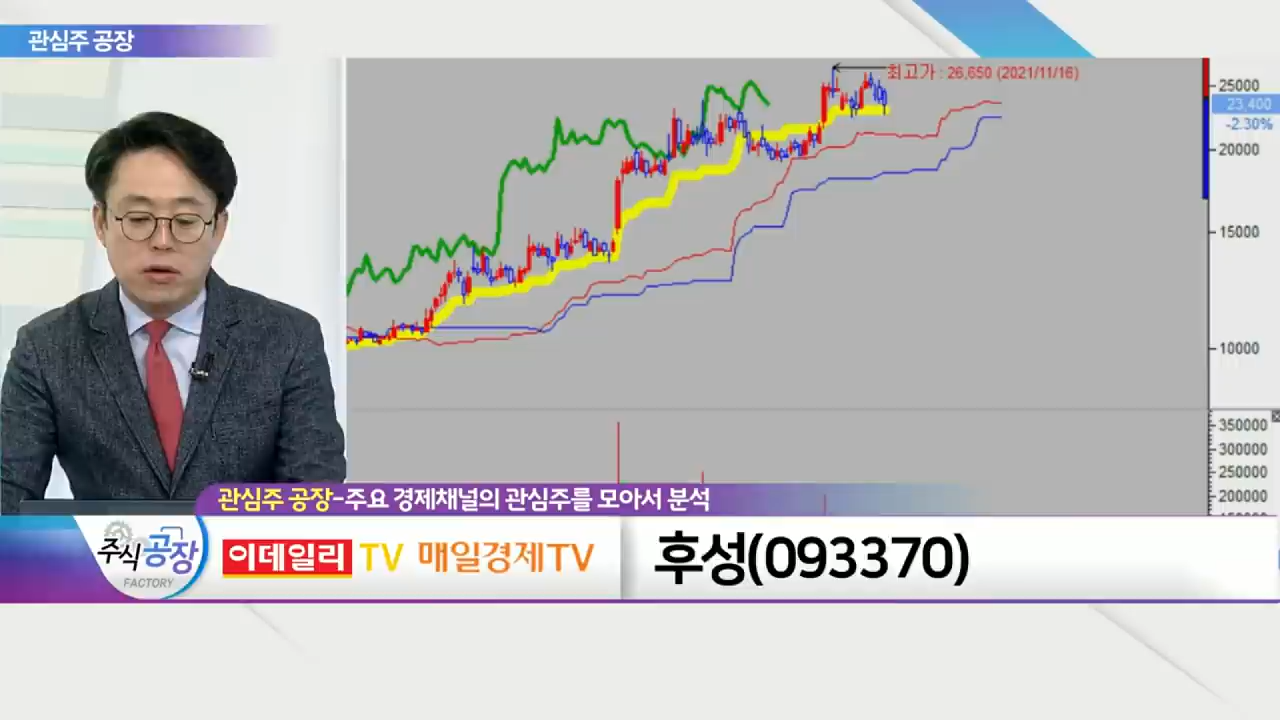 관심주 공장
최고가 : 26,650 (2021/11/16)
25000
23,400
-2.30%
20000
15000
10000
350000
300000
250000
200000
관심주 공장-주요 경제채널의 관심주를 모아서 분석
주식공장
FACTORY
이데일리 TV 매일경제TV
후성(093370)